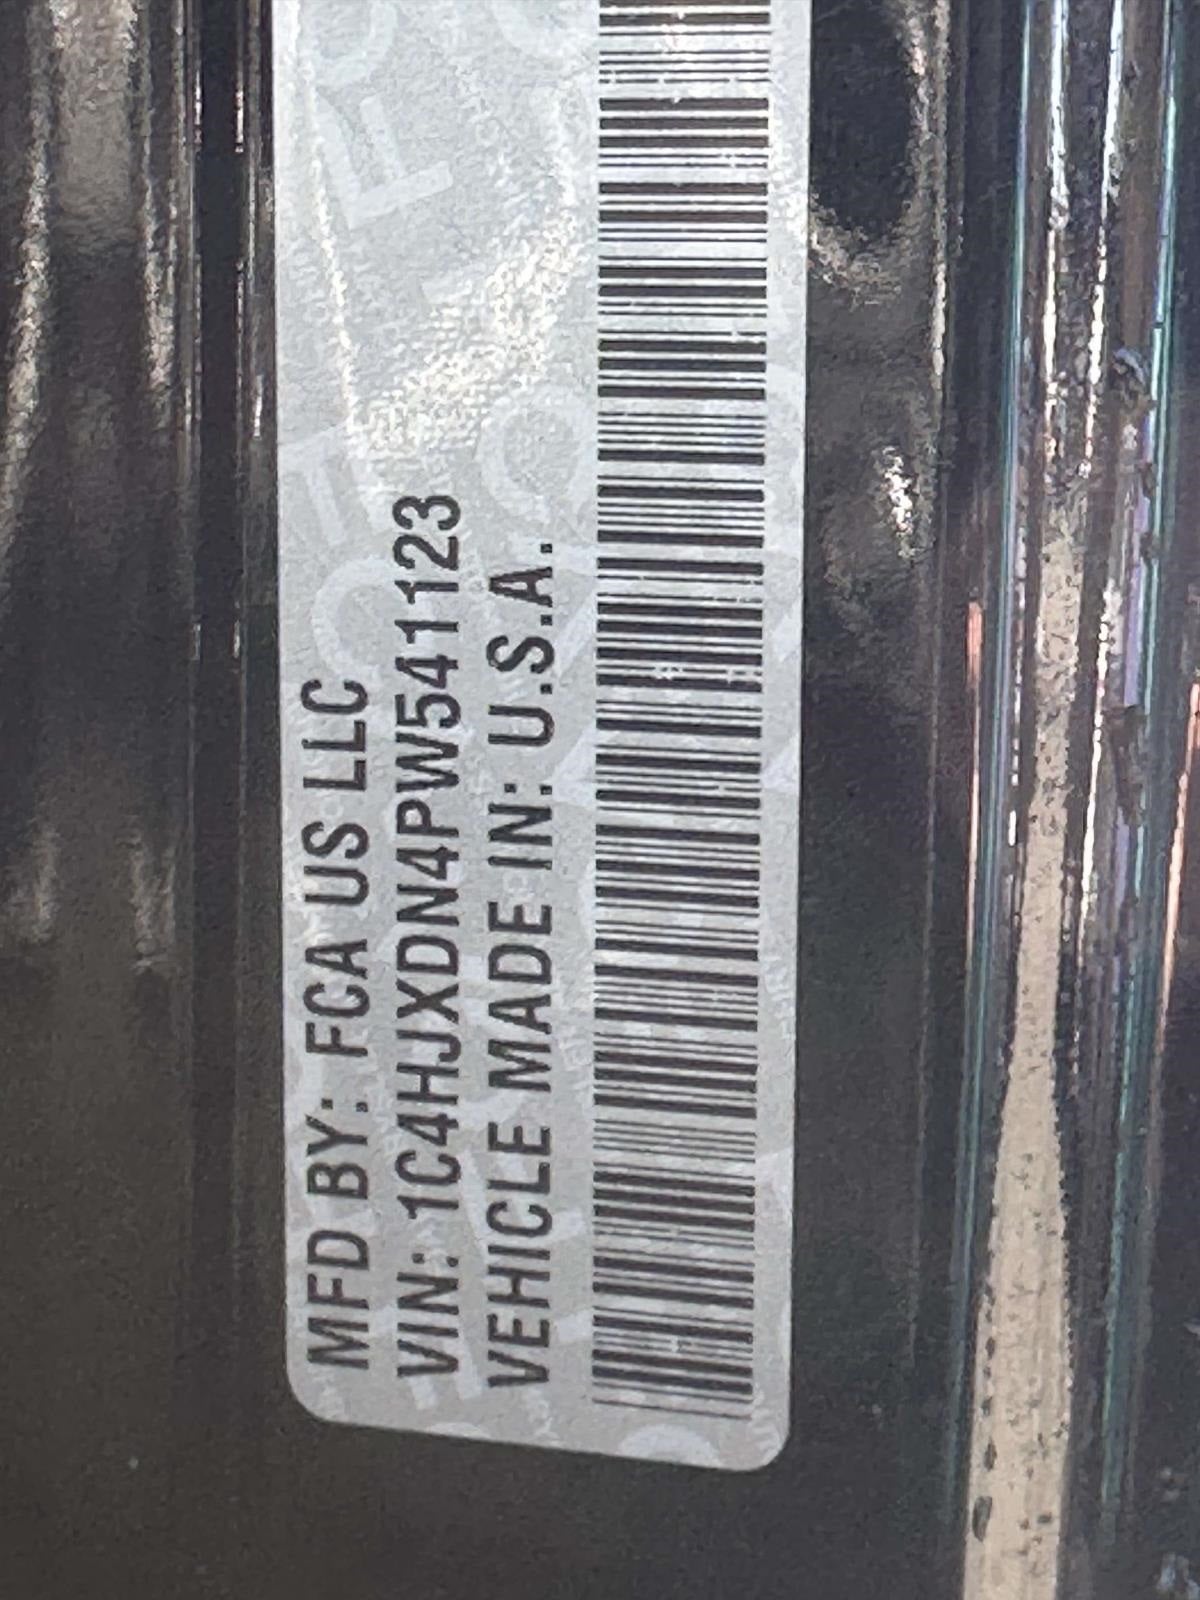 MFD BY: FCA US LLC
VIN: 1C4HJXDN4PW541123
VEHICLE MADE IN: U.S.A.